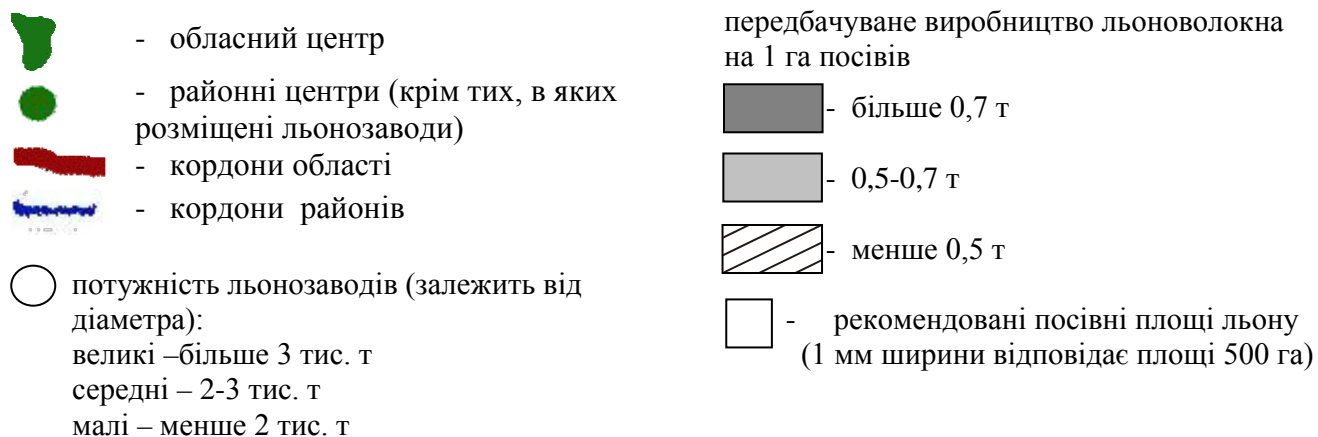 - обласний центр
- районні центри (крім тих, в яких
розміщені льонозаводи)
- кордони області
- кордони районів
потужність льонозаводів (залежить від
діаметра):
великі –більше 3 тис. т
середні – 2-3 тис. т
малі – менше 2 тис. т
передбачуване виробництво льоноволокна
на 1 га посівів
- більше 0,7 т
- 0,5-0,7 т
- менше 0,5 т
- рекомендовані посівні площі льону
(1 мм ширини відповідає площі 500 га)